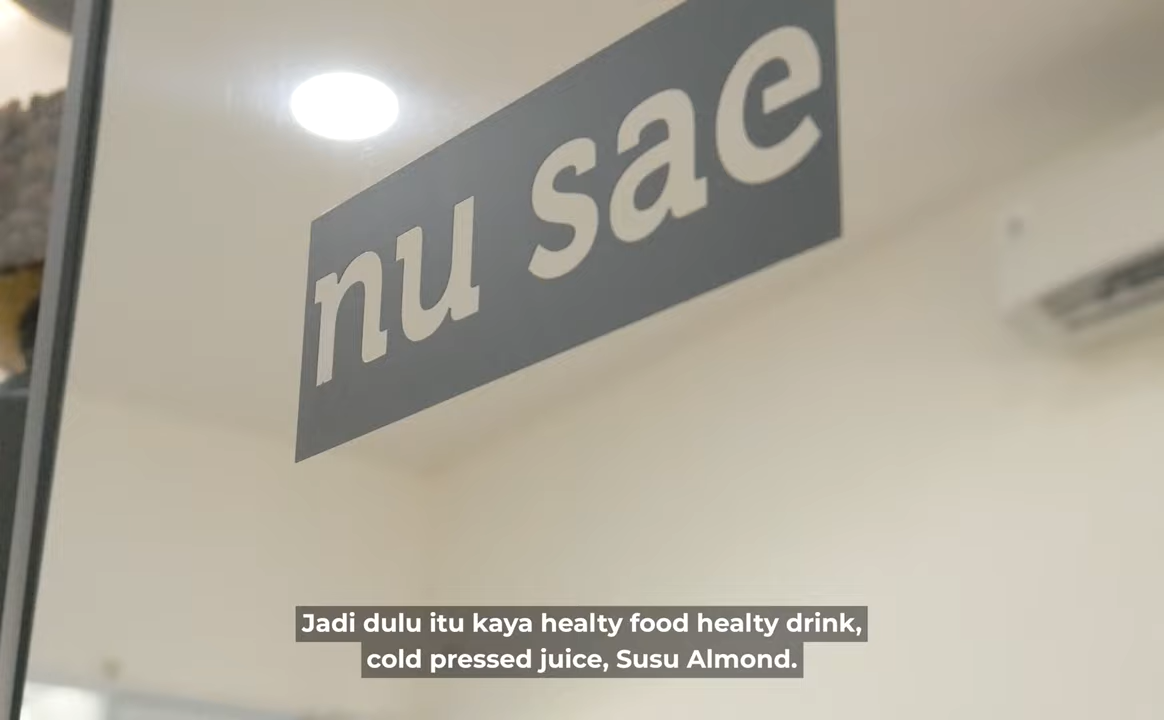 nu sae
Jadi dulu itu kaya healty food healty drink,
cold pressed juice, Susu Almond.